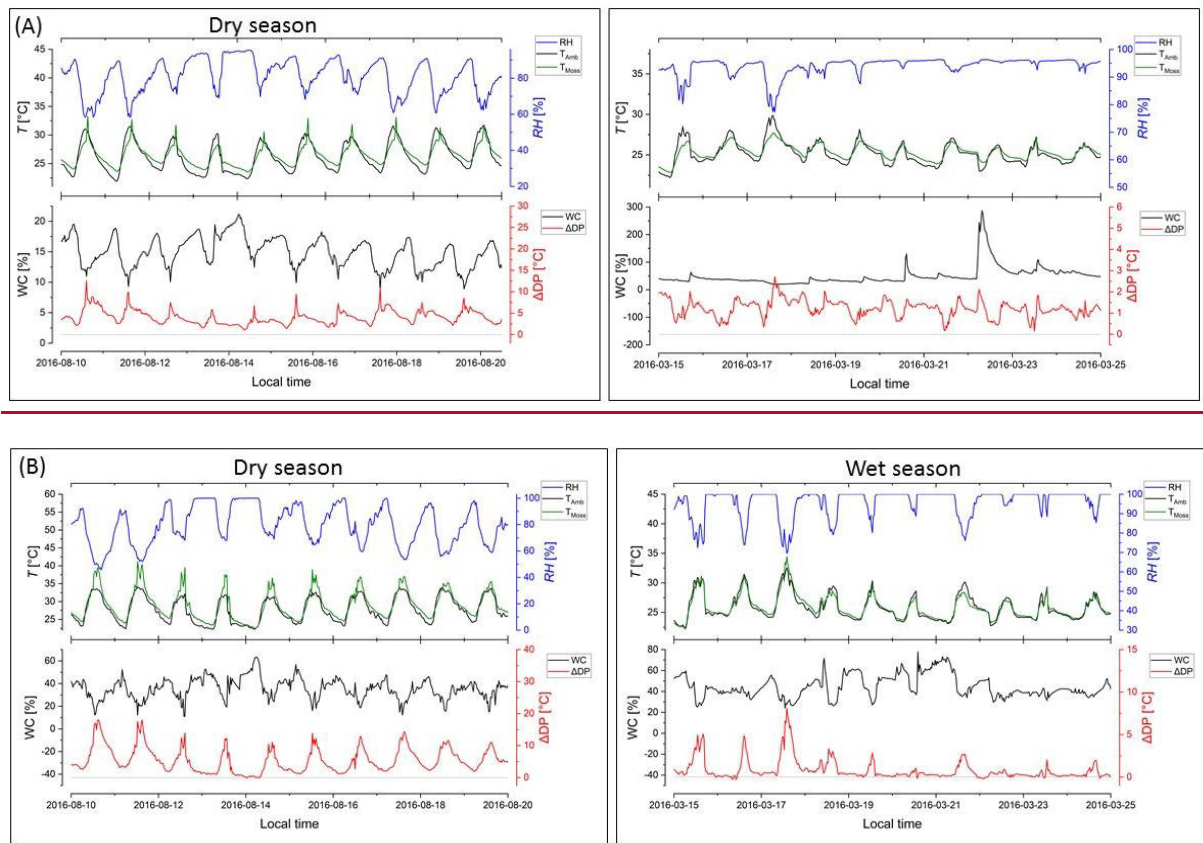 (A) Dry season
RH
T_Amb
T_Moss
T [°C]
45
40
35
30
25
RH [%]
80
60
40
20
WC [%]
20
15
10
5
0
WC
ΔDP
ΔDP [°C]
30
25
20
15
10
5
0
2016-08-10 2016-08-12 2016-08-14 2016-08-16 2016-08-18 2016-08-20
Local time
RH
T_Amb
T_Moss
T [°C]
35
30
25
RH [%]
100
90
80
70
60
50
WC [%]
300
200
100
0
-100
-200
WC
ΔDP
ΔDP [°C]
6
5
4
3
2
1
0
2016-03-15 2016-03-17 2016-03-19 2016-03-21 2016-03-23 2016-03-25
Local time
(B) Dry season
RH
T_Amb
T_Moss
T [°C]
60
55
50
45
40
35
30
25
RH [%]
100
80
60
40
20
0
WC [%]
60
40
20
0
-20
-40
WC
ΔDP
ΔDP [°C]
40
30
20
10
0
2016-08-10 2016-08-12 2016-08-14 2016-08-16 2016-08-18 2016-08-20
Local time
Wet season
RH
T_Amb
T_Moss
T [°C]
45
40
35
30
25
RH [%]
100
90
80
70
60
50
40
30
WC [%]
80
60
40
20
0
-20
-40
WC
ΔDP
ΔDP [°C]
15
10
5
0
2016-03-15 2016-03-17 2016-03-19 2016-03-21 2016-03-23 2016-03-25
Local time